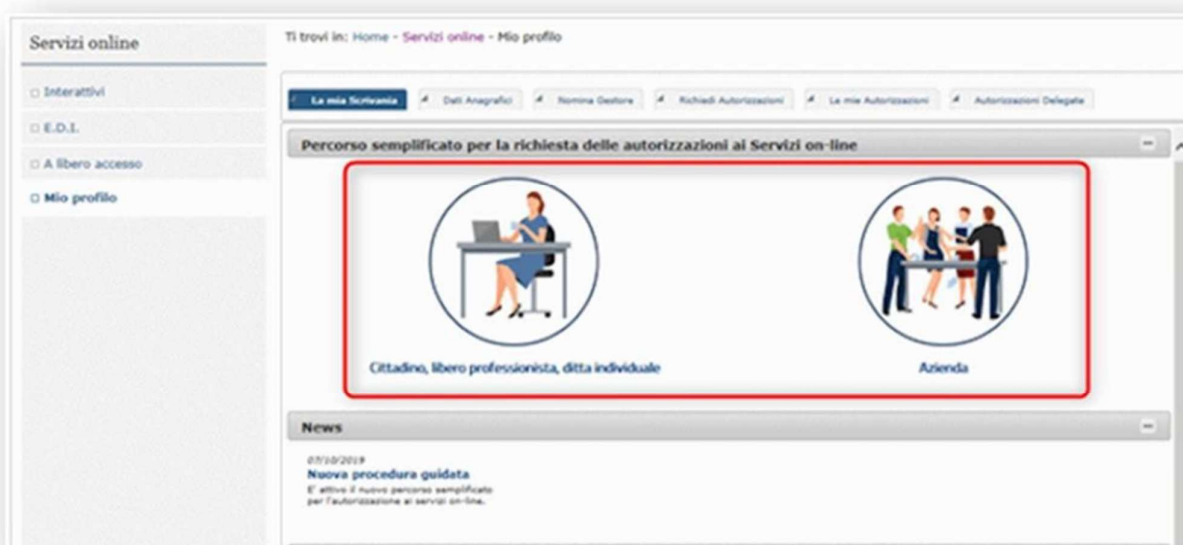 Servizi online
Ti trovi in: Home - Servizi online - Mio profilo
Interattivi
E.D.I.
A libero accesso
Mio profilo
La mia Scrivania
Dati Anagrafici
Nomina Gestore
Richiedi Autorizzazioni
Le mie Autorizzazioni
Autorizzazioni Delegate
Percorso semplificato per la richiesta delle autorizzazioni ai Servizi on-line
Cittadino, libero professionista, ditta individuale
Azienda
News
07/10/2019
Nuova procedura guidata
E' attivo il nuovo percorso semplificato
per l'autorizzazione ai servizi on-line.